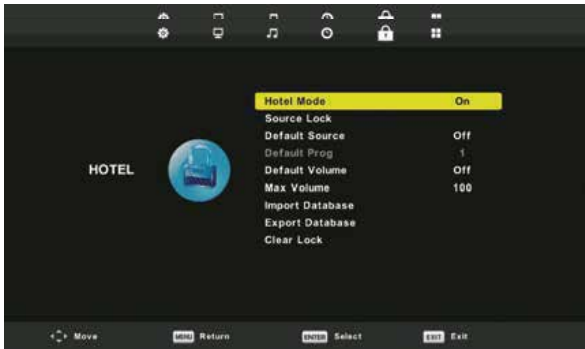 Hotel Mode On
Source Lock
Default Source Off
Default Prog 1
HOTEL
Default Volume Off
Max Volume 100
Import Database
Export Database
Clear Lock
Move MENU Return ENTER Select EXIT Exit